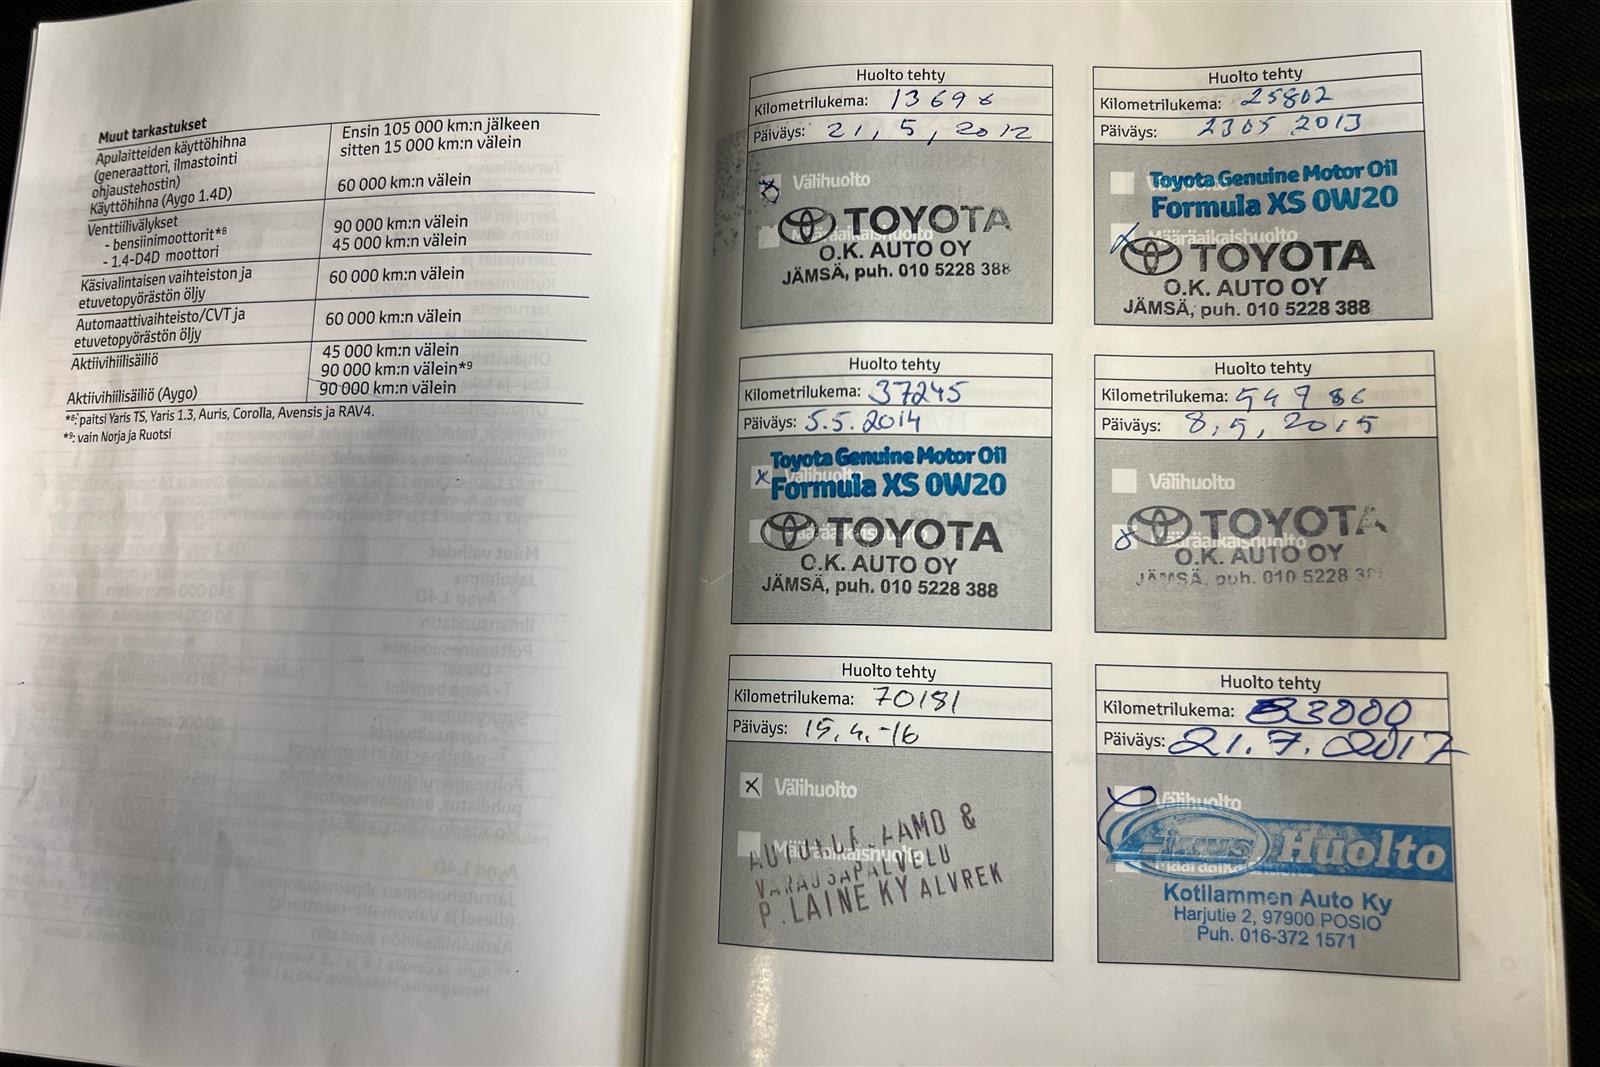 Muut tarkastukset
Apulaitteiden käyttöhihna
(generaattori, ilmastointi
ohjaustehostin)
Ensin 105 000 km:n jälkeen
sitten 15 000 km:n välein
Käyttöhihna (Aygo 1.4D)
60 000 km:n välein
Venttiilivälykset
- bensiinimoottorit*8
90 000 km:n välein
- 1.4-D4D moottori
45 000 km:n välein
Käsivalintaisen vaihteiston ja
etuvetopyörästön öljy
60 000 km:n välein
Automaattivaihteisto/CVT ja
etuvetopyörästön öljy
60 000 km:n välein
Aktiivihiilisäiliö
45 000 km:n välein
90 000 km:n välein*9
Aktiivihiilisäiliö (Aygo)
90 000 km:n välein
*8: paitsi Yaris TS, Yaris 1.3, Auris, Corolla, Avensis ja RAV4.
*9: vain Norja ja Ruotsi
Huolto tehty
Kilometrilukema: 13698
Päiväys: 21,5,2012
Välihuolto
Määräaikaishuolto
TOYOTA
O.K. AUTO OY
JÄMSÄ, puh. 010 5228 388
Huolto tehty
Kilometrilukema: 25802
Päiväys: 2305 2013
Toyota Genuine Motor Oil
Formula XS 0W20
Määräaikaishuolto
TOYOTA
O.K. AUTO OY
JÄMSÄ, puh. 010 5228 388
Huolto tehty
Kilometrilukema: 37245
Päiväys: 5.5.2014
Toyota Genuine Motor Oil
Välihuolto
Formula XS 0W20
Määräaikaishuolto
TOYOTA
O.K. AUTO OY
JÄMSÄ, puh. 010 5228 388
Huolto tehty
Kilometrilukema:
Päiväys: 8,5,2015
Välihuolto
TOYOTA
Määräaikaishuolto
O.K. AUTO OY
JÄMSÄ, puh. 010 5228
Huolto tehty
Kilometrilukema: 70181
Päiväys: 15.4.-16
Välihuolto
Määräaikaishuolto
&
VARAOSAPALVELU
P. LAINE KY ALVREK
Huolto tehty
Kilometrilukema: 83000
Päiväys: 21.7.2017
Välihuolto
Huolto
Kotilammen Auto Ky
Harjutie 2, 97900 POSIO
Puh. 016-372 1571